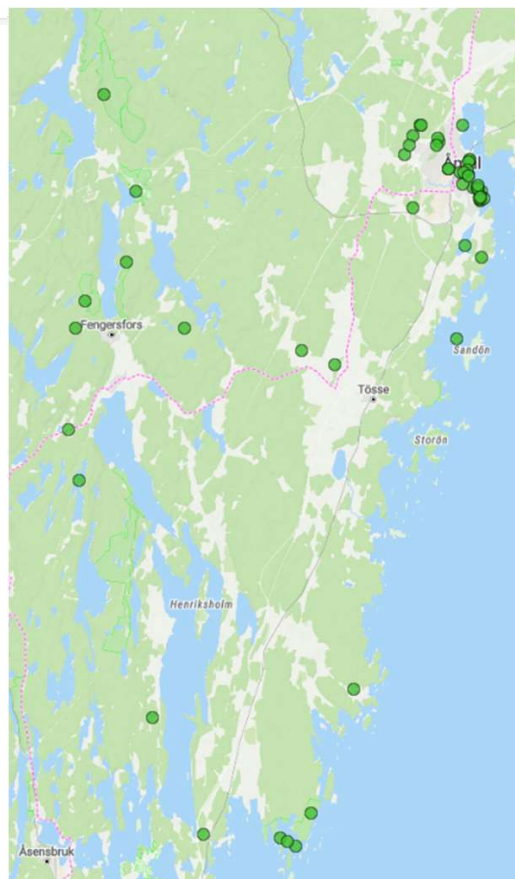 Fengersfors
Sandön
Tösse
Storön
Henriksholm
Åsensbruk